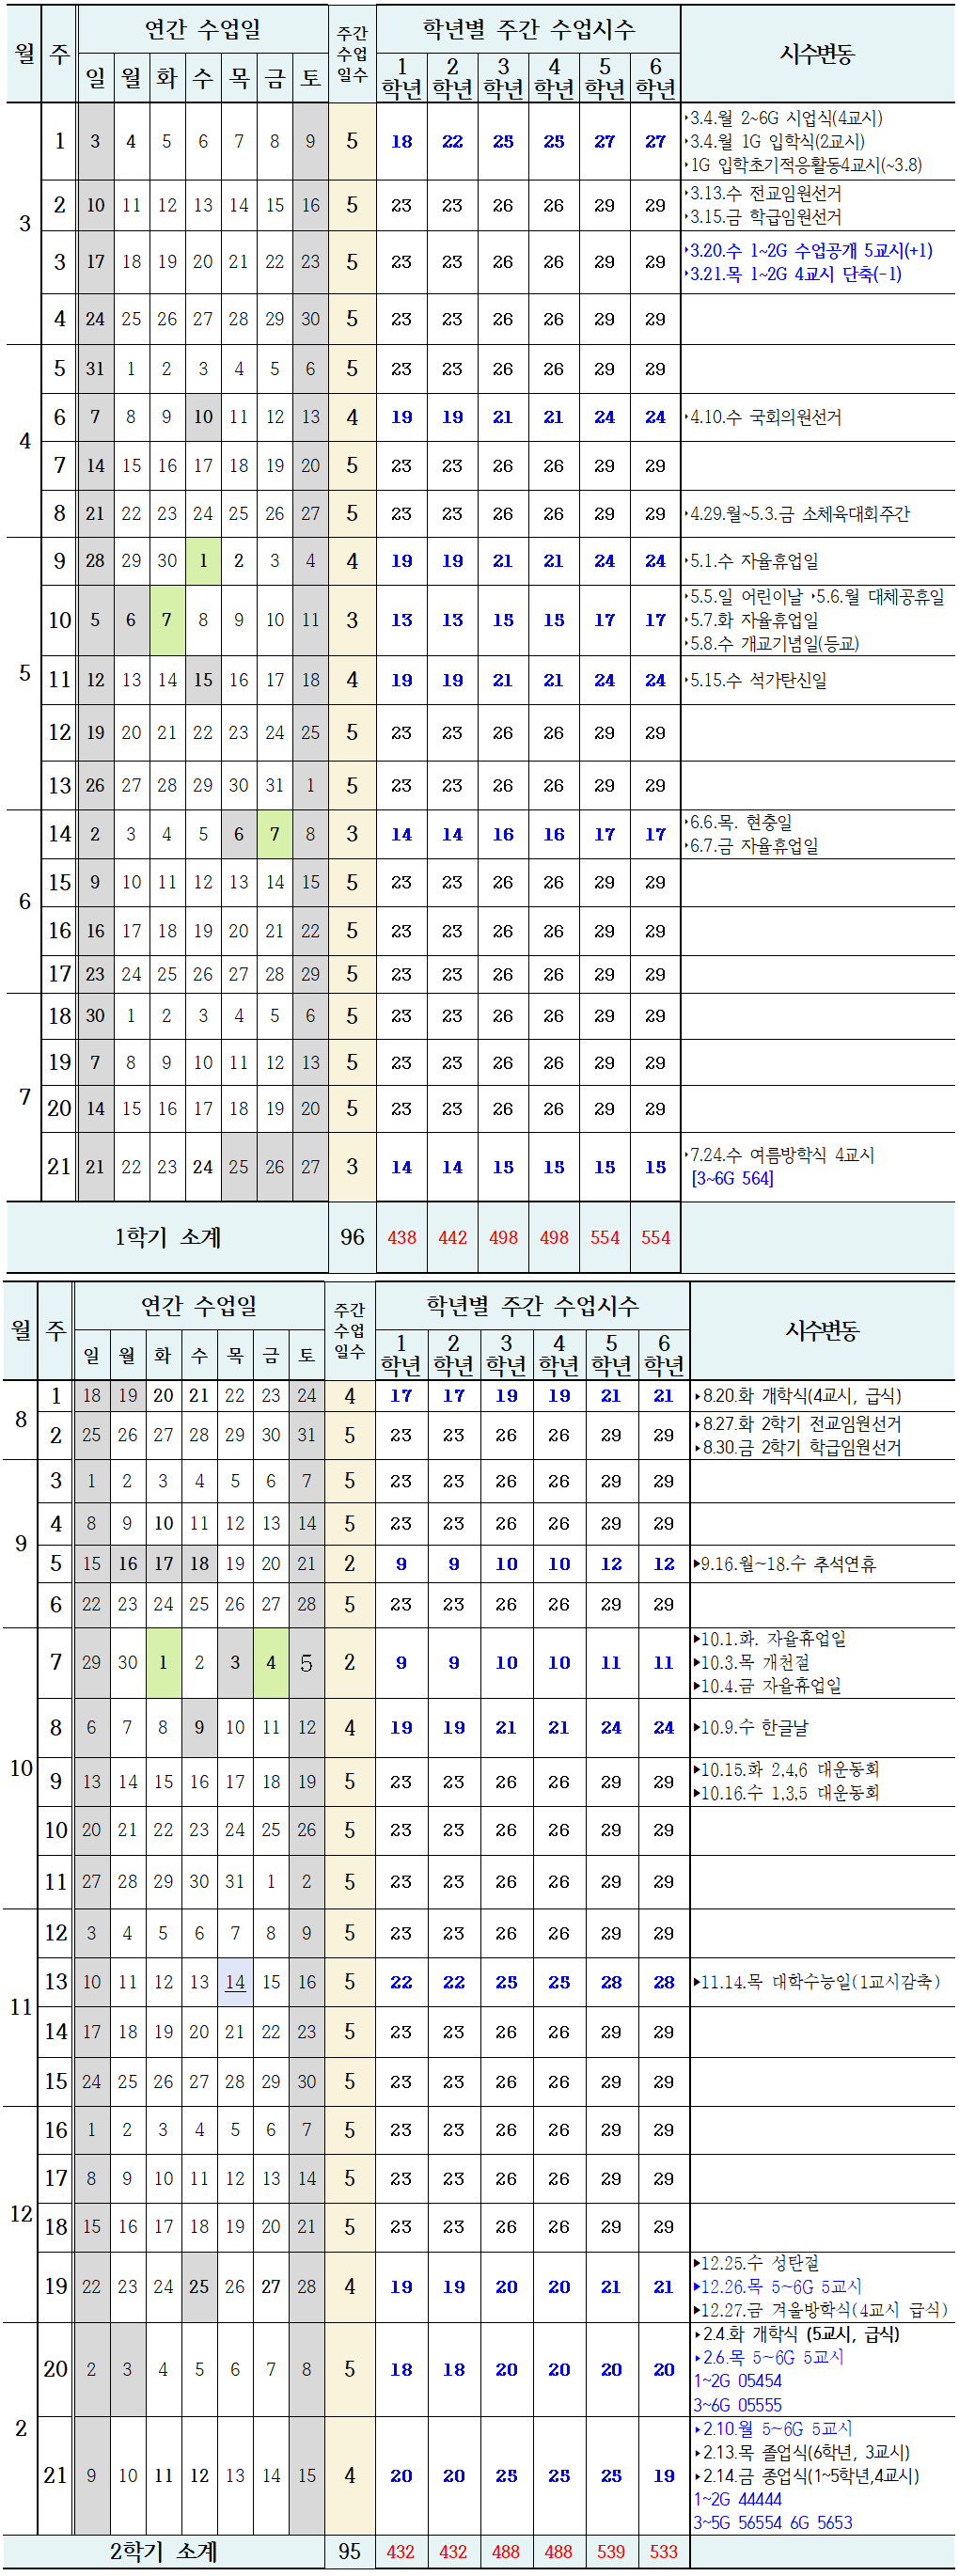 월 주 연간 수업일 주간 수업 일수 학년별 주간 수업시수 시수변동
일 월 화 수 목 금 토 1학년 2학년 3학년 4학년 5학년 6학년
3
1 3 4 5 6 7 8 9 5 18 22 25 25 27 27 ‣3.4.월 2~6G 시업식(4교시)
‣3.4.월 1G 입학식(2교시)
‣1G 입학초기적응활동4교시(~3.8)
2 10 11 12 13 14 15 16 5 23 23 26 26 29 29 ‣3.13.수 전교임원선거
‣3.15.금 학급임원선거
3 17 18 19 20 21 22 23 5 23 23 26 26 29 29 ‣3.20.수 1~2G 수업공개 5교시(+1)
‣3.21.목 1~2G 4교시 단축(-1)
4 24 25 26 27 28 29 30 5 23 23 26 26 29 29
4
5 31 1 2 3 4 5 6 5 23 23 26 26 29 29
6 7 8 9 10 11 12 13 4 19 19 21 21 24 24 ‣4.10.수 국회의원선거
7 14 15 16 17 18 19 20 5 23 23 26 26 29 29
8 21 22 23 24 25 26 27 5 23 23 26 26 29 29 ‣4.29.월~5.3.금 소체육대회주간
5
9 28 29 30 1 2 3 4 4 19 19 21 21 24 24 ‣5.1.수 자율휴업일
10 5 6 7 8 9 10 11 3 13 13 15 15 17 17 ‣5.5.일 어린이날 ‣5.6.월 대체공휴일
‣5.7.화 자율휴업일
‣5.8.수 개교기념일(등교)
11 12 13 14 15 16 17 18 4 19 19 21 21 24 24 ‣5.15.수 석가탄신일
12 19 20 21 22 23 24 25 5 23 23 26 26 29 29
13 26 27 28 29 30 31 1 5 23 23 26 26 29 29
6
14 2 3 4 5 6 7 8 3 14 14 16 16 17 17 ‣6.6.목. 현충일
‣6.7.금 자율휴업일
15 9 10 11 12 13 14 15 5 23 23 26 26 29 29
16 16 17 18 19 20 21 22 5 23 23 26 26 29 29
17 23 24 25 26 27 28 29 5 23 23 26 26 29 29
7
18 30 1 2 3 4 5 6 5 23 23 26 26 29 29
19 7 8 9 10 11 12 13 5 23 23 26 26 29 29
20 14 15 16 17 18 19 20 5 23 23 26 26 29 29
21 21 22 23 24 25 26 27 3 14 14 15 15 15 15 ‣7.24.수 여름방학식 4교시
[3~6G 564]
1학기 소계 96 438 442 498 498 554 554
월 주 연간 수업일 주간 수업 일수 학년별 주간 수업시수 시수변동
일 월 화 수 목 금 토 1학년 2학년 3학년 4학년 5학년 6학년
8
1 18 19 20 21 22 23 24 4 17 17 19 19 21 21 ‣8.20.화 개학식(4교시, 급식)
2 25 26 27 28 29 30 31 5 23 23 26 26 29 29 ‣8.27.화 2학기 전교임원선거
‣8.30.금 2학기 학급임원선거
9
3 1 2 3 4 5 6 7 5 23 23 26 26 29 29
4 8 9 10 11 12 13 14 5 23 23 26 26 29 29
5 15 16 17 18 19 20 21 2 9 9 10 10 12 12 ▶9.16.월~18.수 추석연휴
6 22 23 24 25 26 27 28 5 23 23 26 26 29 29
10
7 29 30 1 2 3 4 5 2 9 9 10 10 11 11 ▶10.1.화. 자율휴업일
▶10.3.목 개천절
▶10.4.금 자율휴업일
8 6 7 8 9 10 11 12 4 19 19 21 21 24 24 ▶10.9.수 한글날
9 13 14 15 16 17 18 19 5 23 23 26 26 29 29 ▶10.15.화 2,4,6 대운동회
▶10.16.수 1,3,5 대운동회
10 20 21 22 23 24 25 26 5 23 23 26 26 29 29
11 27 28 29 30 31 1 2 5 23 23 26 26 29 29
11
12 3 4 5 6 7 8 9 5 23 23 26 26 29 29
13 10 11 12 13 14 15 16 5 22 22 25 25 28 28 ▶11.14.목 대학수능일(1교시감축)
14 17 18 19 20 21 22 23 5 23 23 26 26 29 29
15 24 25 26 27 28 29 30 5 23 23 26 26 29 29
12
16 1 2 3 4 5 6 7 5 23 23 26 26 29 29
17 8 9 10 11 12 13 14 5 23 23 26 26 29 29
18 15 16 17 18 19 20 21 5 23 23 26 26 29 29
19 22 23 24 25 26 27 28 4 19 19 20 20 21 21 ▶12.25.수 성탄절
▶12.26.목 5~6G 5교시
▶12.27.금 겨울방학식(4교시 급식)
2
20 2 3 4 5 6 7 8 5 18 18 20 20 20 20 ‣2.4.화 개학식 (5교시, 급식)
‣2.6.목 5~6G 5교시
1~2G 05454
3~6G 05555
21 9 10 11 12 13 14 15 4 20 20 25 25 25 19 ‣2.10.월 5~6G 5교시
‣2.13.목 졸업식(6학년, 3교시)
‣2.14.금 종업식(1~5학년,4교시)
1~2G 44444
3~5G 56554 6G 5653
2학기 소계 95 432 432 488 488 539 533